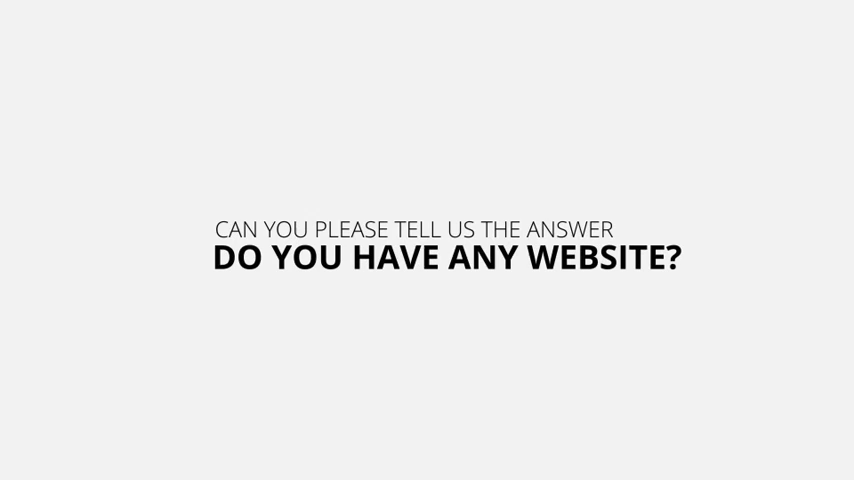 CAN YOU PLEASE TELL US THE ANSWER
DO YOU HAVE ANY WEBSITE?